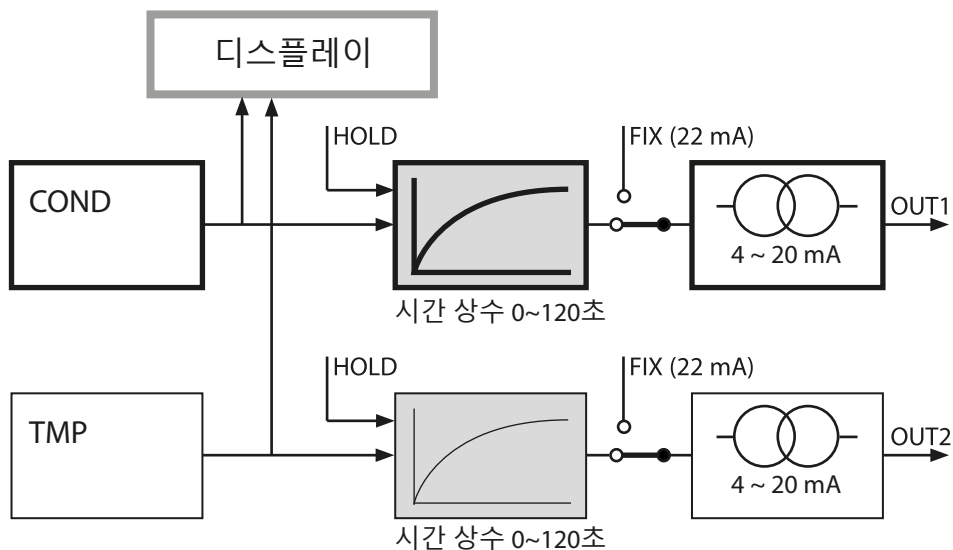 디스플레이
HOLD
FIX (22 mA)
COND
OUT1
4 ~ 20 mA
시간 상수 0~120초
HOLD
FIX (22 mA)
TMP
OUT2
4 ~ 20 mA
시간 상수 0~120초